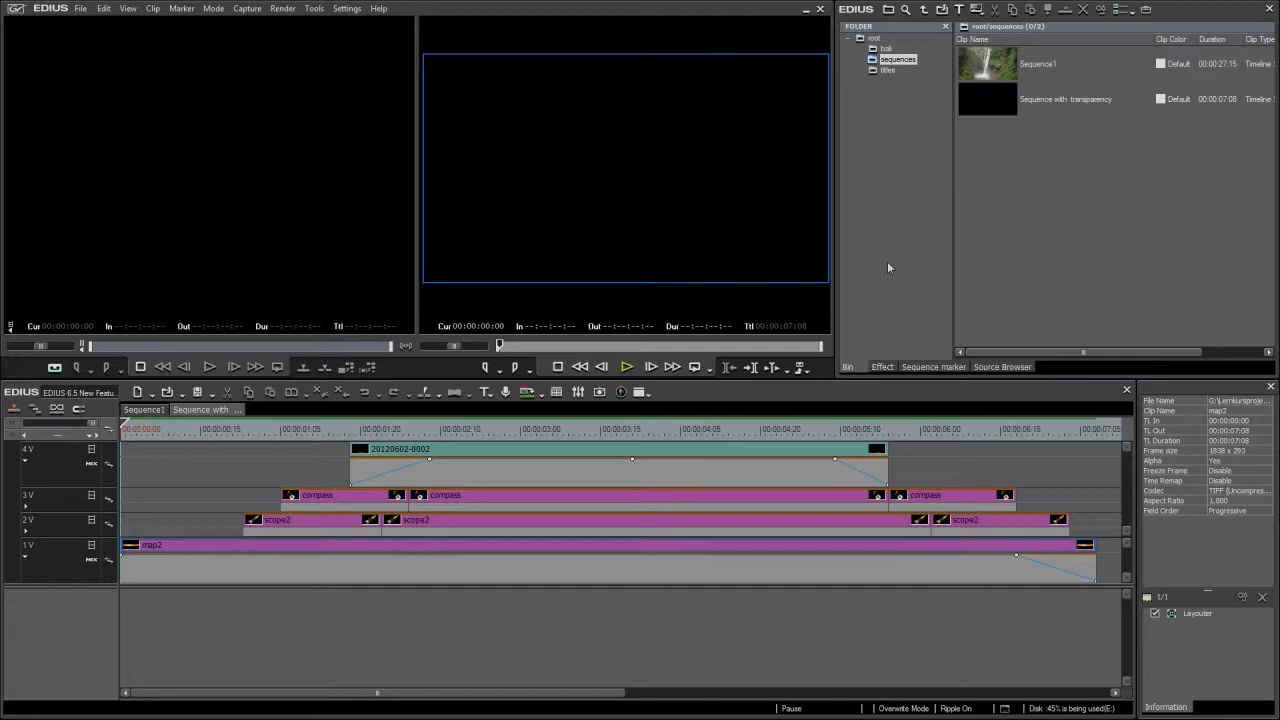 EDIUS File Edit View Clip Marker Mode Capture Render Tools Settings Help
Cur 00:00:00:00 In --:--:--:-- Out --:--:--:-- Dur --:--:--:-- Ttl --:--:--:--
Cur 00:00:00:00 In --:--:--:-- Out --:--:--:-- Dur --:--:--:-- Ttl 00:00:07:08
EDIUS
FOLDER
root
bali
sequences
titles
root/sequences (0/2)
Clip Name Clip Color Duration Clip Type
Sequence1 Default 00:00:27:15 Timeline
Sequence with transparency Default 00:00:07:08 Timeline
Bin Effect Sequence marker Source Browser
EDIUS EDIUS 6.5 New Featu
Sequence1 Sequence with ...
00:00:00:00 00:00:00:15 00:00:01:05 00:00:01:20 00:00:02:10 00:00:03:00 00:00:03:15 00:00:04:05 00:00:04:20 00:00:05:10 00:00:06:00 00:00:06:15 00:00:07:05
4 V 20120602-0002
MIX
3 V compass compass compass
2 V scope2 scope2 scope2
1 V map2
MIX
File Name G:\Lernkursproje...
Clip Name map2
TL In 00:00:00:00
TL Out 00:00:07:08
TL Duration 00:00:07:08
Frame size 1838 x 293
Alpha Yes
Freeze Frame Disable
Time Remap Disable
Codec TIFF (Uncompres...
Aspect Ratio 1,000
Field Order Progressive
1/1
Layouter
Information
Pause Overwrite Mode Ripple On Disk :45% is being used(E:)